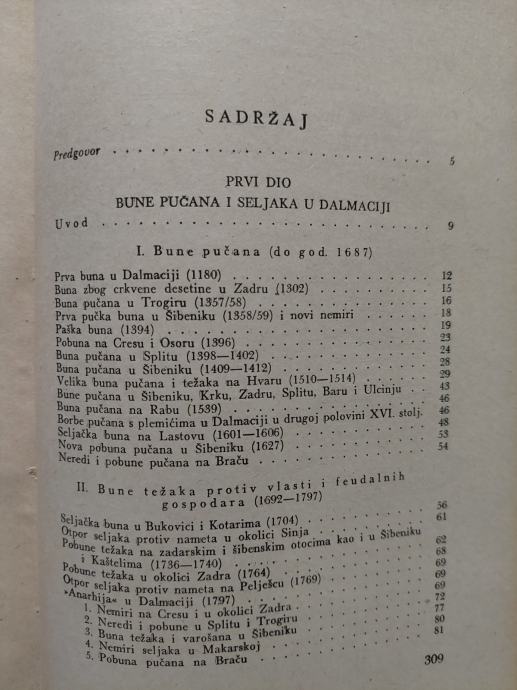 SADRŽAJ
Predgovor 5
PRVI DIO
BUNE PUČANA I SELJAKA U DALMACIJI
Uvod 9
I. Bune pučana (do god. 1687)
Prva buna u Dalmaciji (1180) 12
Buna zbog crkvene desetine u Zadru (1302) 15
Buna pučana u Trogiru (1357/58) 16
Prva pučka buna u Šibeniku (1358/59) i novi nemiri 18
Paška buna (1394) 19
Pobuna na Cresu i Osoru (1396) 23
Buna pučana u Splitu (1398—1402) 24
Buna pučana u Šibeniku (1409—1412) 28
Velika buna pučana i težaka na Hvaru (1510—1514) 29
Bune pučana u Šibeniku, Krku, Zadru, Splitu, Baru i Ulcinju 43
Buna pučana na Rabu (1539) 46
Borbe pučana s plemićima u Dalmaciji u drugoj polovini XVI. stolj. 46
Seljačka buna na Lastovu (1601—1606) 48
Nova pobuna pučana u Šibeniku (1627) 53
Neredi i pobune pučana na Braču 54
II. Bune težaka protiv vlasti i feudalnih
gospodara (1692—1797)
Seljačka buna u Bukovici i Kotarima (1704) 56
Otpor seljaka protiv nameta u okolici Sinja 61
Pobune težaka na zadarskim i šibenskim otocima kao i u Šibeniku
i Kaštelima (1736—1740) 62
Pobune težaka u okolici Zadra (1764) 68
Otpor seljaka protiv nameta na Pelješcu (1769) 69
»Anarhija« u Dalmaciji (1797) 69
1. Nemiri na Cresu i u okolici Zadra 69
2. Neredi i pobune u Splitu i Trogiru 72
3. Buna težaka i varošana u Šibeniku 77
4. Nemiri seljaka u Makarskoj 80
5. Pobuna pučana na Braču 81
309